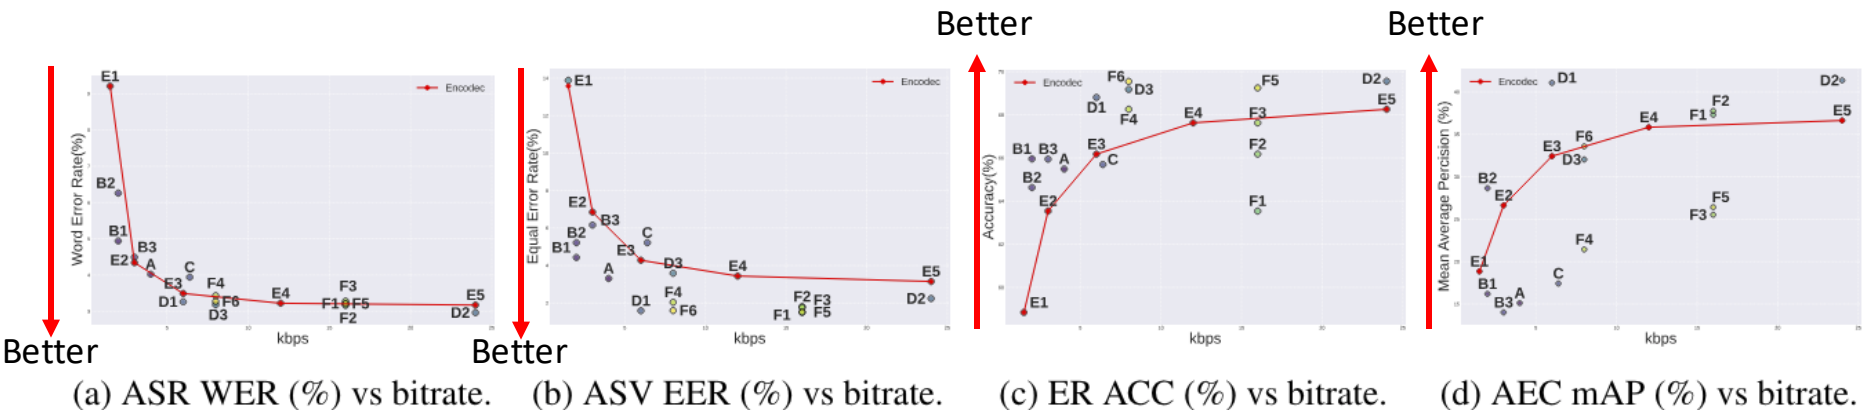 Better
Better
E1
Encodec
B2
B1
B3
E2
A
C
E3
F4
D1
F6
D3
E4
F3
F1
F5
F2
E5
D2
Word Error Rate(%)
kbps
Better
E1
Encodec
E2
B3
B2
B1
C
E3
A
D3
E4
E5
D1
F4
F6
F2
F3
F1
F5
D2
Equal Error Rate(%)
kbps
Better
Encodec
F6
D3
D1
F4
F5
D2
E5
F3
E4
F2
E3
B1
B3
A
C
B2
E2
F1
E1
Accuracy(%)
kbps
Encodec
D1
D2
F2
F1
E4
E5
F6
E3
D3
B2
E2
F5
F3
F4
E1
C
B1
B3
A
Mean Average Percision (%)
kbps
Better
(a) ASR WER (%) vs bitrate.
(b) ASV EER (%) vs bitrate.
(c) ER ACC (%) vs bitrate.
(d) AEC mAP (%) vs bitrate.